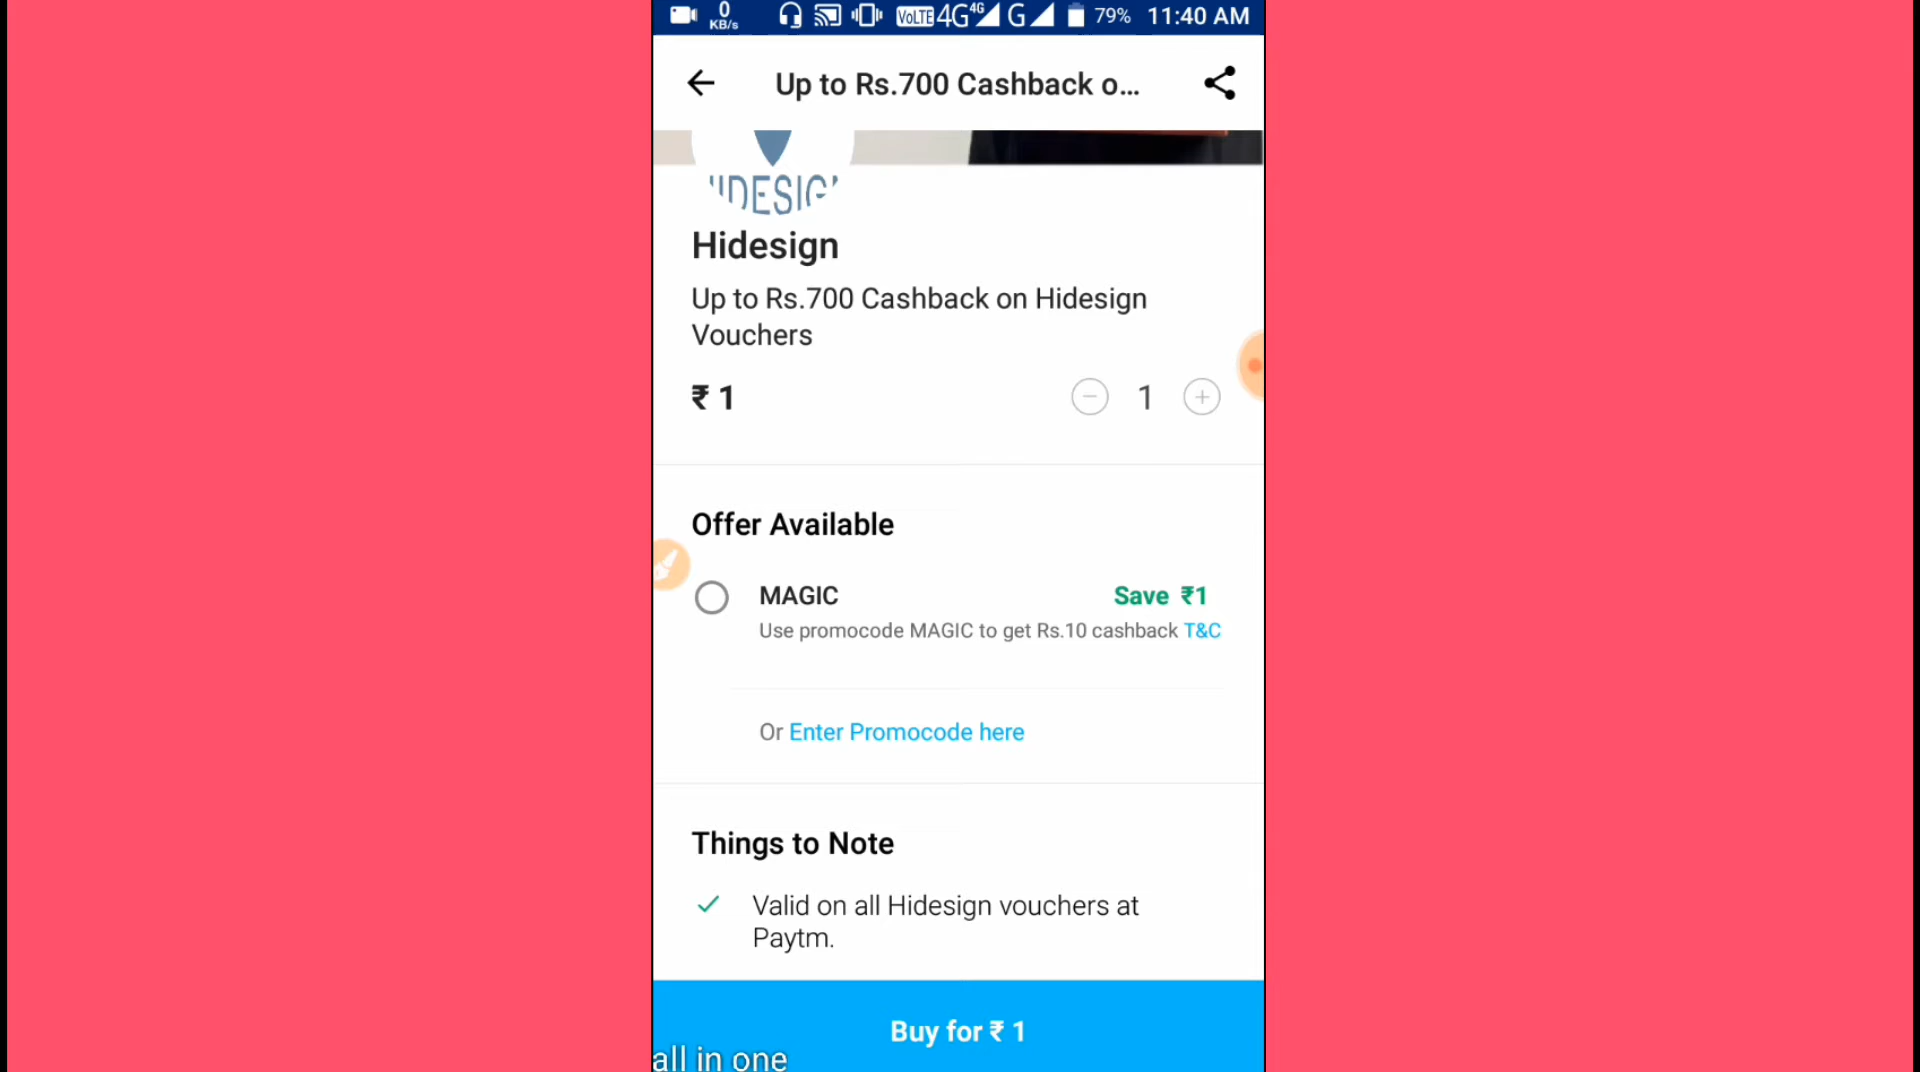 0
KB/s
VoLTE 4G 4G G 79% 11:40 AM
Up to Rs.700 Cashback o...
Hidesign
Up to Rs.700 Cashback on Hidesign
Vouchers
₹ 1
1
Offer Available
MAGIC Save ₹1
Use promocode MAGIC to get Rs.10 cashback T&C
Or Enter Promocode here
Things to Note
Valid on all Hidesign vouchers at
Paytm.
Buy for ₹ 1
all in one